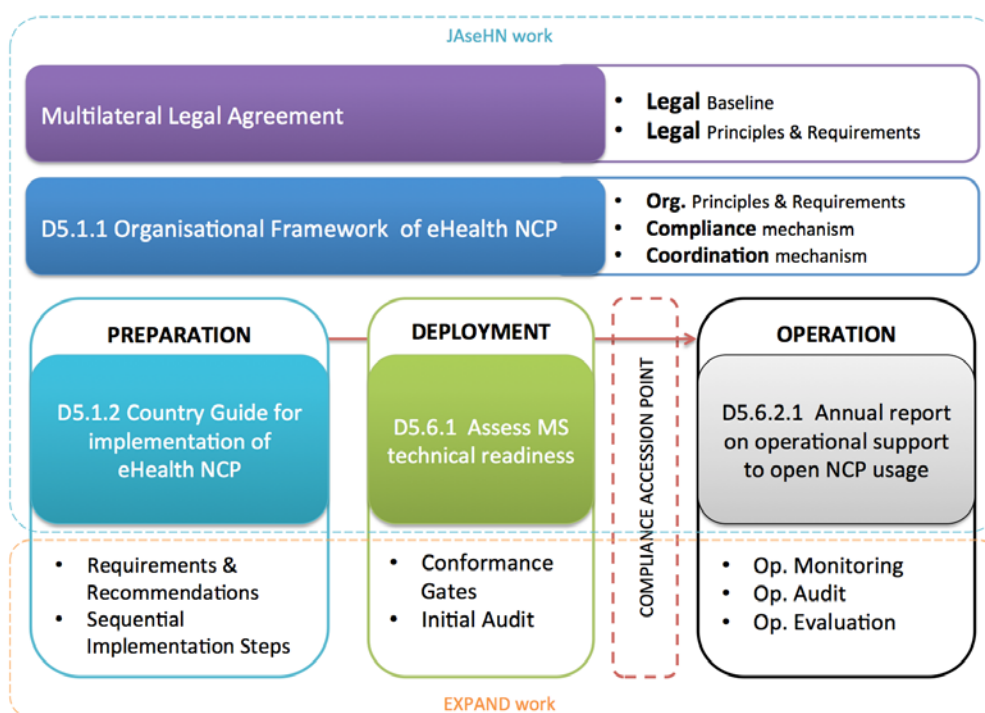 JAseHN work
Multilateral Legal Agreement
• Legal Baseline
• Legal Principles & Requirements
D5.1.1 Organisational Framework of eHealth NCP
• Org. Principles & Requirements
• Compliance mechanism
• Coordination mechanism
PREPARATION
D5.1.2 Country Guide for
implementation of
eHealth NCP
• Requirements &
Recommendations
• Sequential
Implementation Steps
DEPLOYMENT
D5.6.1 Assess MS
technical readiness
• Conformance
Gates
• Initial Audit
COMPLIANCE ACCESSION POINT
OPERATION
D5.6.2.1 Annual report
on operational support
to open NCP usage
• Op. Monitoring
• Op. Audit
• Op. Evaluation
EXPAND work